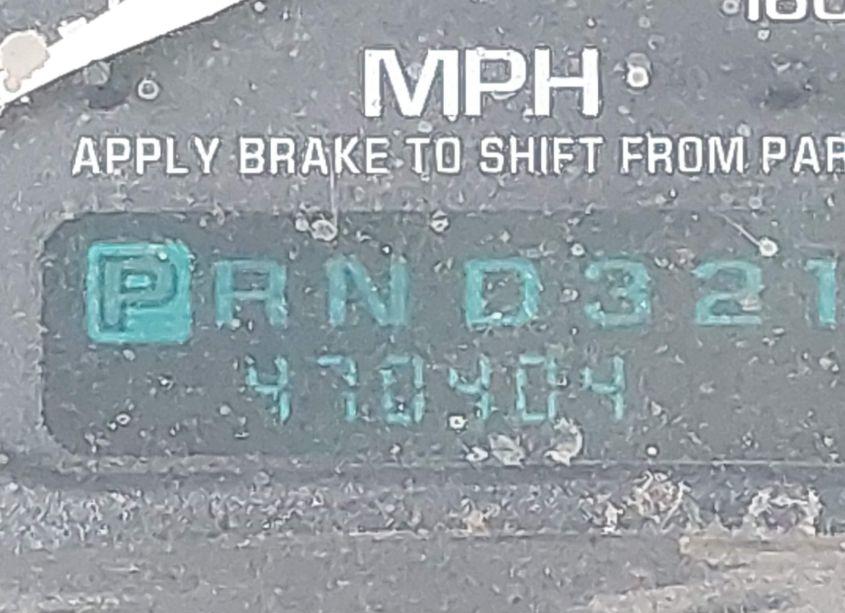 MPH
APPLY BRAKE TO SHIFT FROM PAR
P R N D 3 2 1
470404